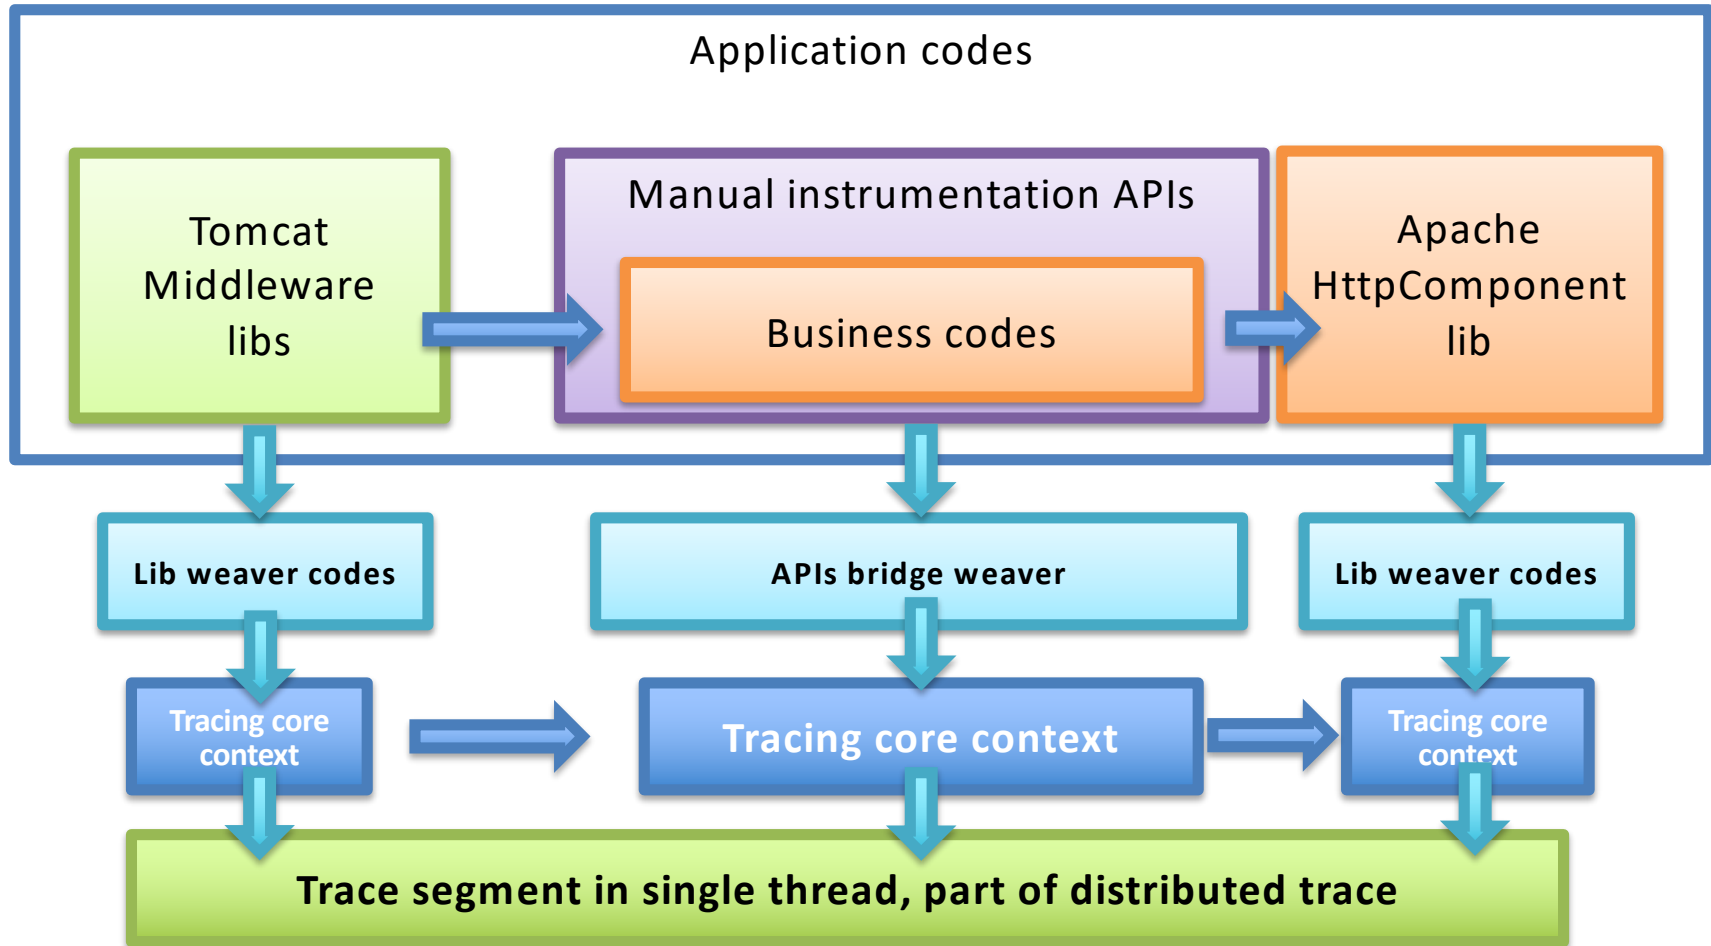 Application codes
Tomcat
Middleware
libs
Manual instrumentation APIs
Business codes
Apache
HttpComponent
lib
Lib weaver codes
APIs bridge weaver
Lib weaver codes
Tracing core
context
Tracing core context
Tracing core
context
Trace segment in single thread, part of distributed trace